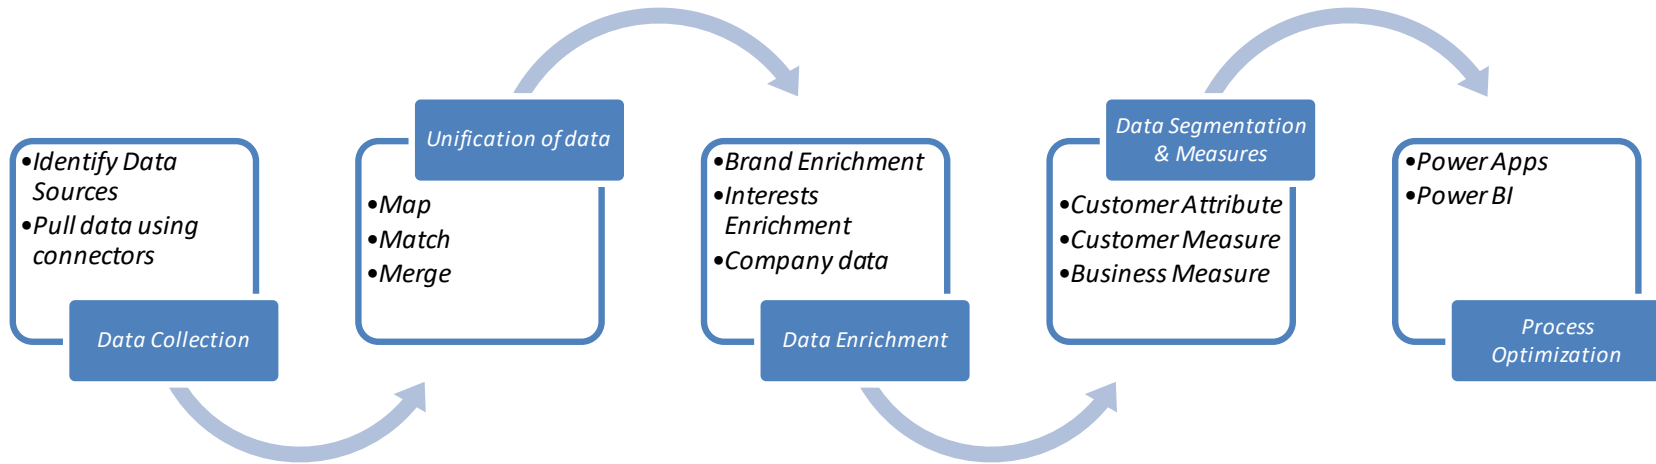 •Identify Data
Sources
•Pull data using
connectors
Data Collection
Unification of data
•Map
•Match
•Merge
•Brand Enrichment
•Interests
Enrichment
•Company data
Data Enrichment
Data Segmentation
& Measures
•Customer Attribute
•Customer Measure
•Business Measure
•Power Apps
•Power BI
Process
Optimization